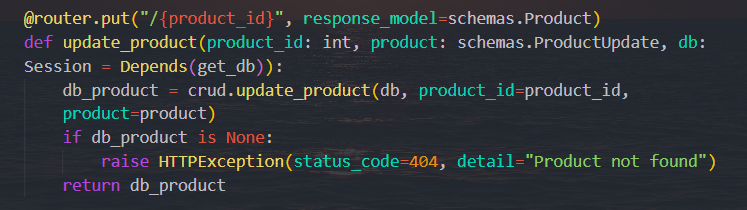 @router.put("/{product_id}", response_model=schemas.Product)
def update_product(product_id: int, product: schemas.ProductUpdate, db:
Session = Depends(get_db)):
    db_product = crud.update_product(db, product_id=product_id,
    product=product)
    if db_product is None:
        raise HTTPException(status_code=404, detail="Product not found")
    return db_product